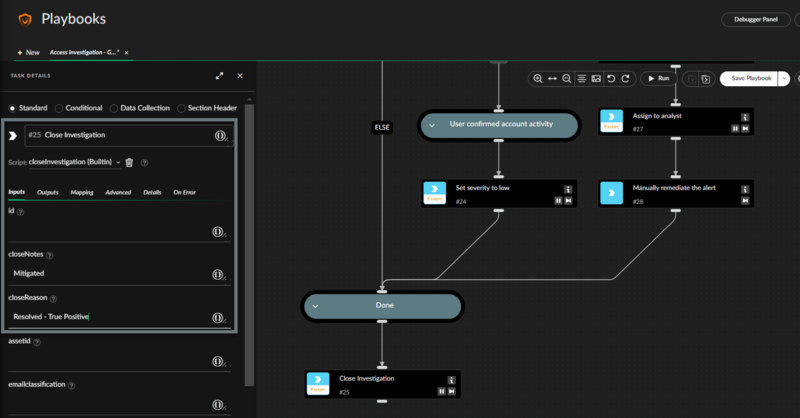 Playbooks
Debugger Panel
+ New
Access Investigation - G... *
TASK DETAILS
Run
Save Playbook
Standard
Conditional
Data Collection
Section Header
#25 Close Investigation
Script: closeInvestigation (Builtin)
Inputs
Outputs
Mapping
Advanced
Details
On Error
id
closeNotes
Mitigated
closeReason
Resolved - True Positive
assetid
emailclassification
ELSE
User confirmed account activity
Assign to analyst
#27
Set severity to low
#24
Manually remediate the alert
#28
Done
Close Investigation
#25